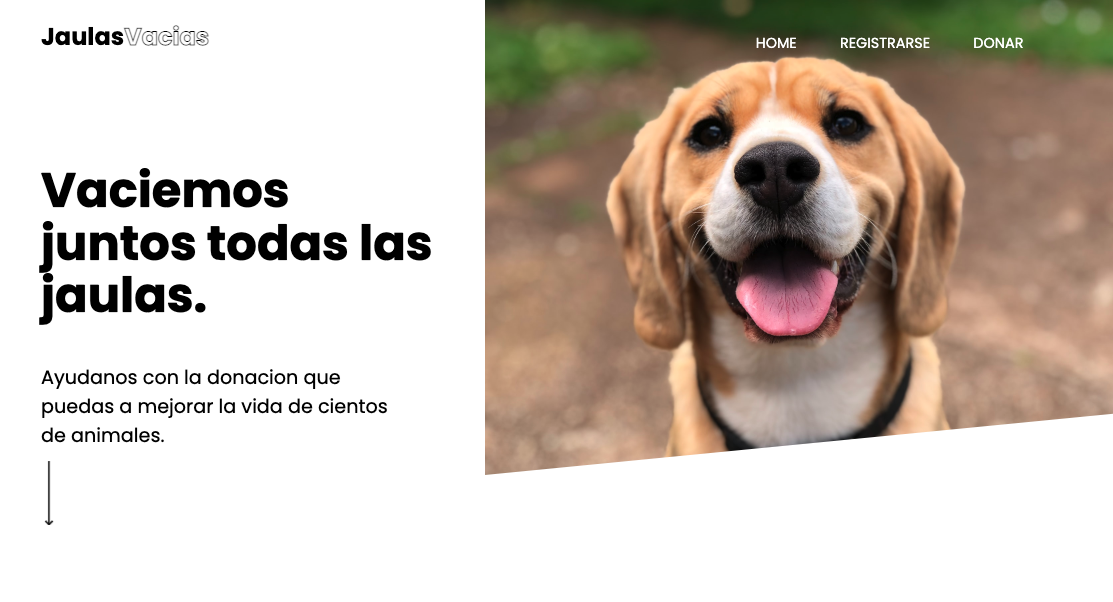 JaulasVacias
HOME REGISTRARSE DONAR
Vaciemos
juntos todas las
jaulas.
Ayudanos con la donacion que
puedas a mejorar la vida de cientos
de animales.